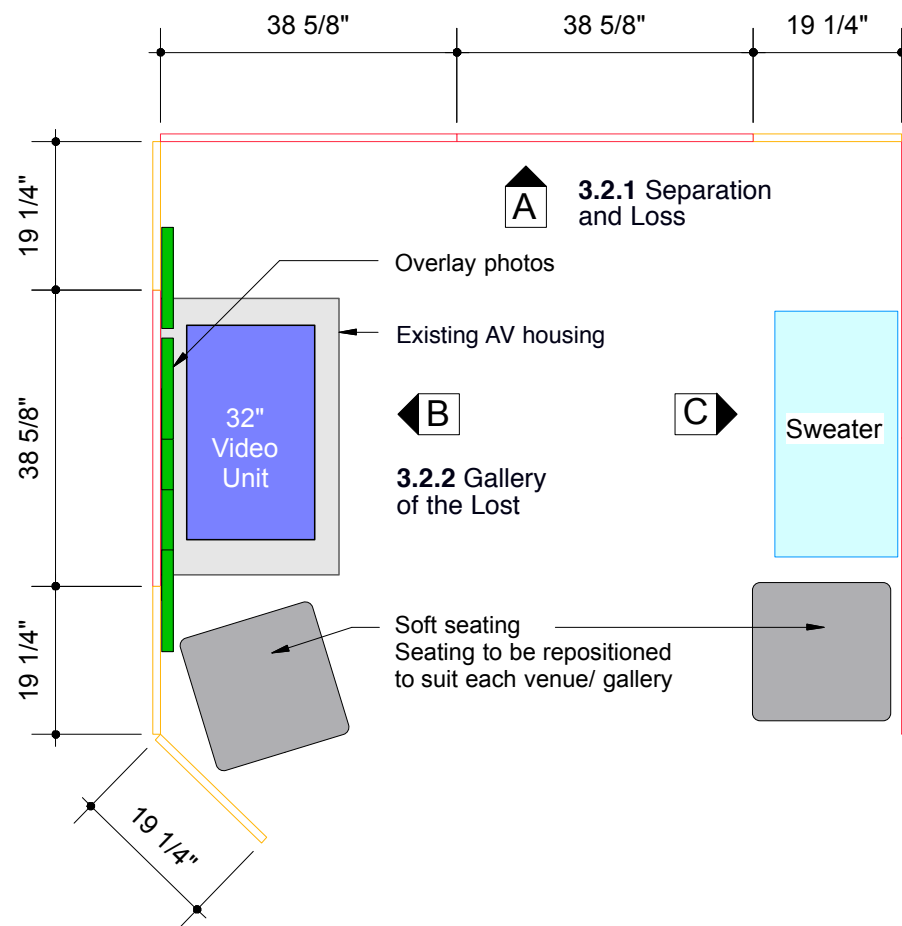 38 5/8"
38 5/8"
19 1/4"
19 1/4"
A
3.2.1 Separation
and Loss
Overlay photos
Existing AV housing
38 5/8"
32"
Video
Unit
B
C
Sweater
3.2.2 Gallery
of the Lost
19 1/4"
Soft seating
Seating to be repositioned
to suit each venue/ gallery
19 1/4"